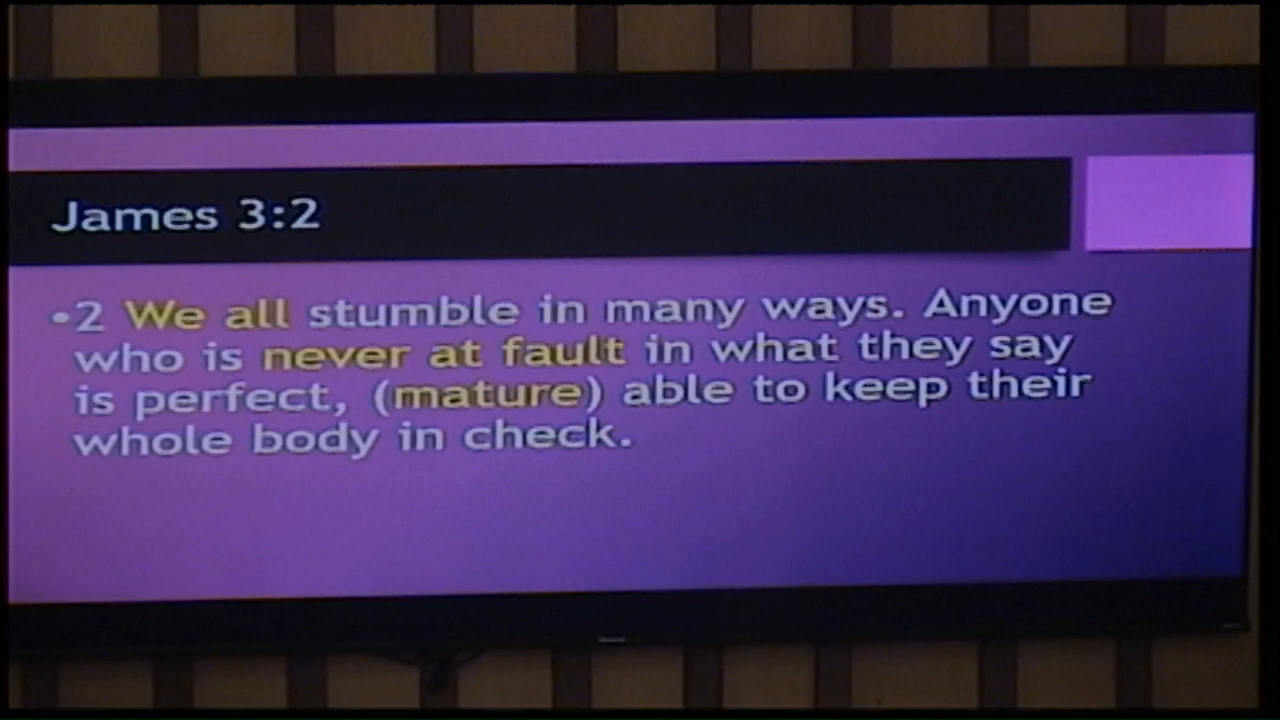 James 3:2
•2 We all stumble in many ways. Anyone
who is never at fault in what they say
is perfect, (mature) able to keep their
whole body in check.